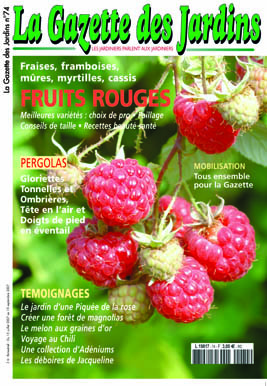 La Gazette des Jardins n°74
La Gazette des Jardins
LES JARDINIERS PARLENT AUX JARDINIERS
Fraises, framboises,
mûres, myrtilles, cassis
FRUITS ROUGES
Meilleures variétés : choix de pro • Paillage
Conseils de taille • Recettes beauté-santé
PERGOLAS
Gloriettes
Tonnelles et
Ombrières,
Tête en l'air et
Doigts de pied
en éventail
MOBILISATION
Tous ensemble
pour la Gazette
TEMOIGNAGES
Le jardin d'une Piquée de la rose
Créer une forêt de magnolias
Le melon aux graines d'or
Voyage au Chili
Une collection d'Adéniums
Les déboires de Jacqueline